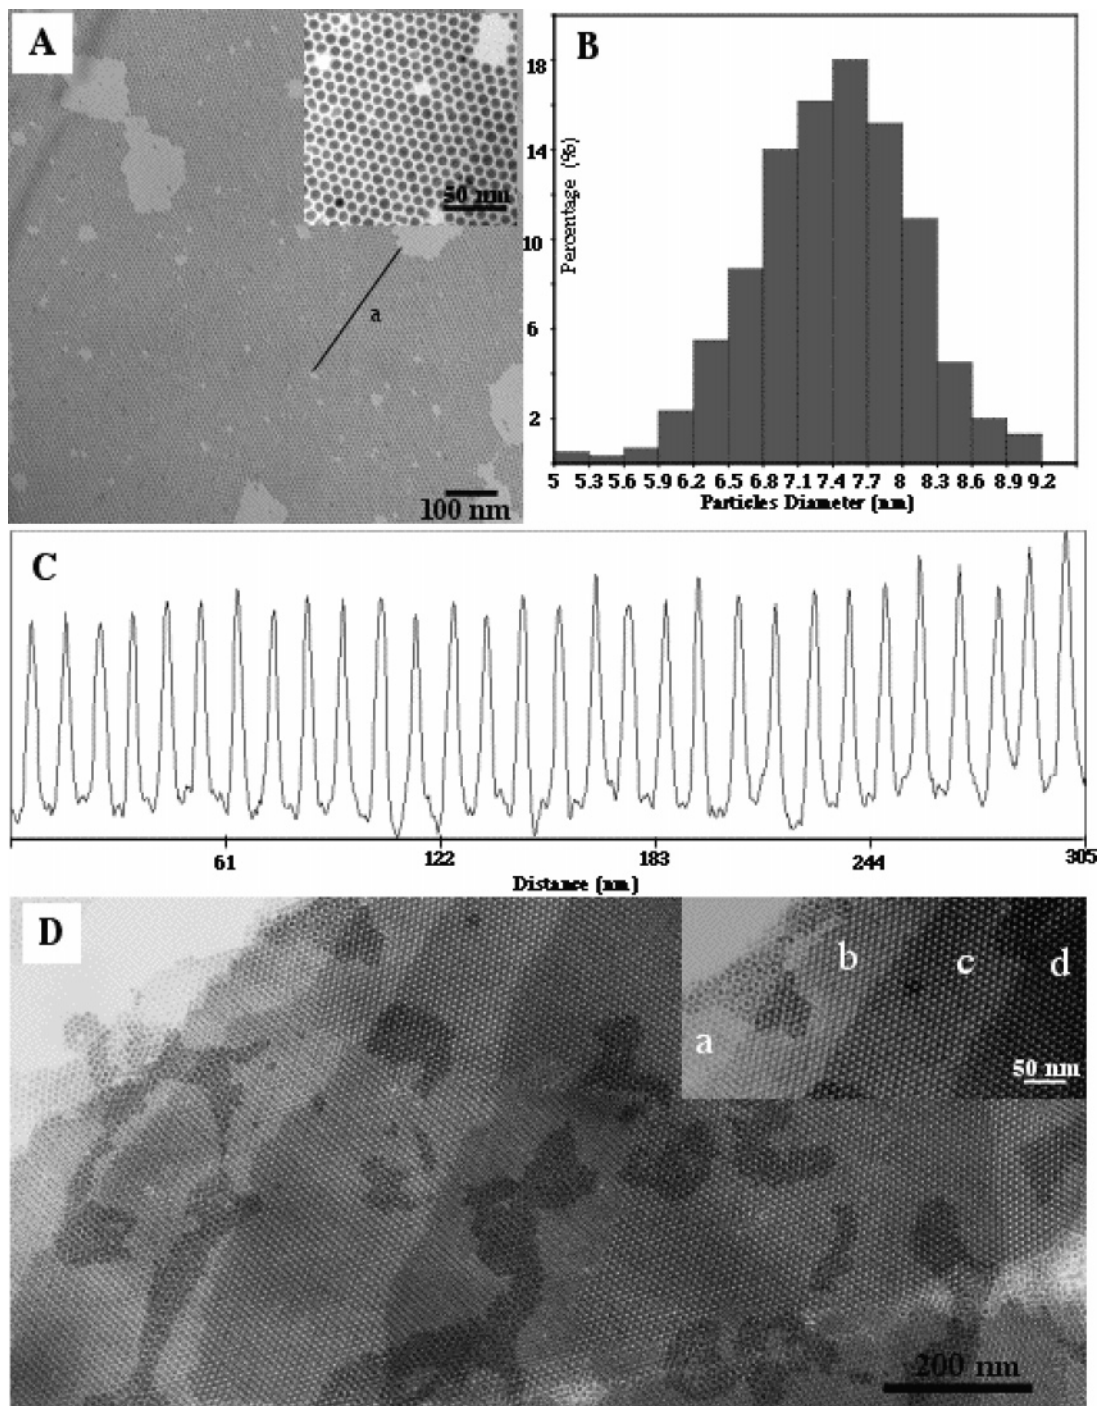 A
50 nm
a
100 nm
B
Percentage (%)
18
14
10
6
2
5 5.3 5.6 5.9 6.2 6.5 6.8 7.1 7.4 7.7 8 8.3 8.6 8.9 9.2
Particles Diameter (nm)
C
61 122 183 244 305
Distance (nm)
D
a b c d
50 nm
200 nm